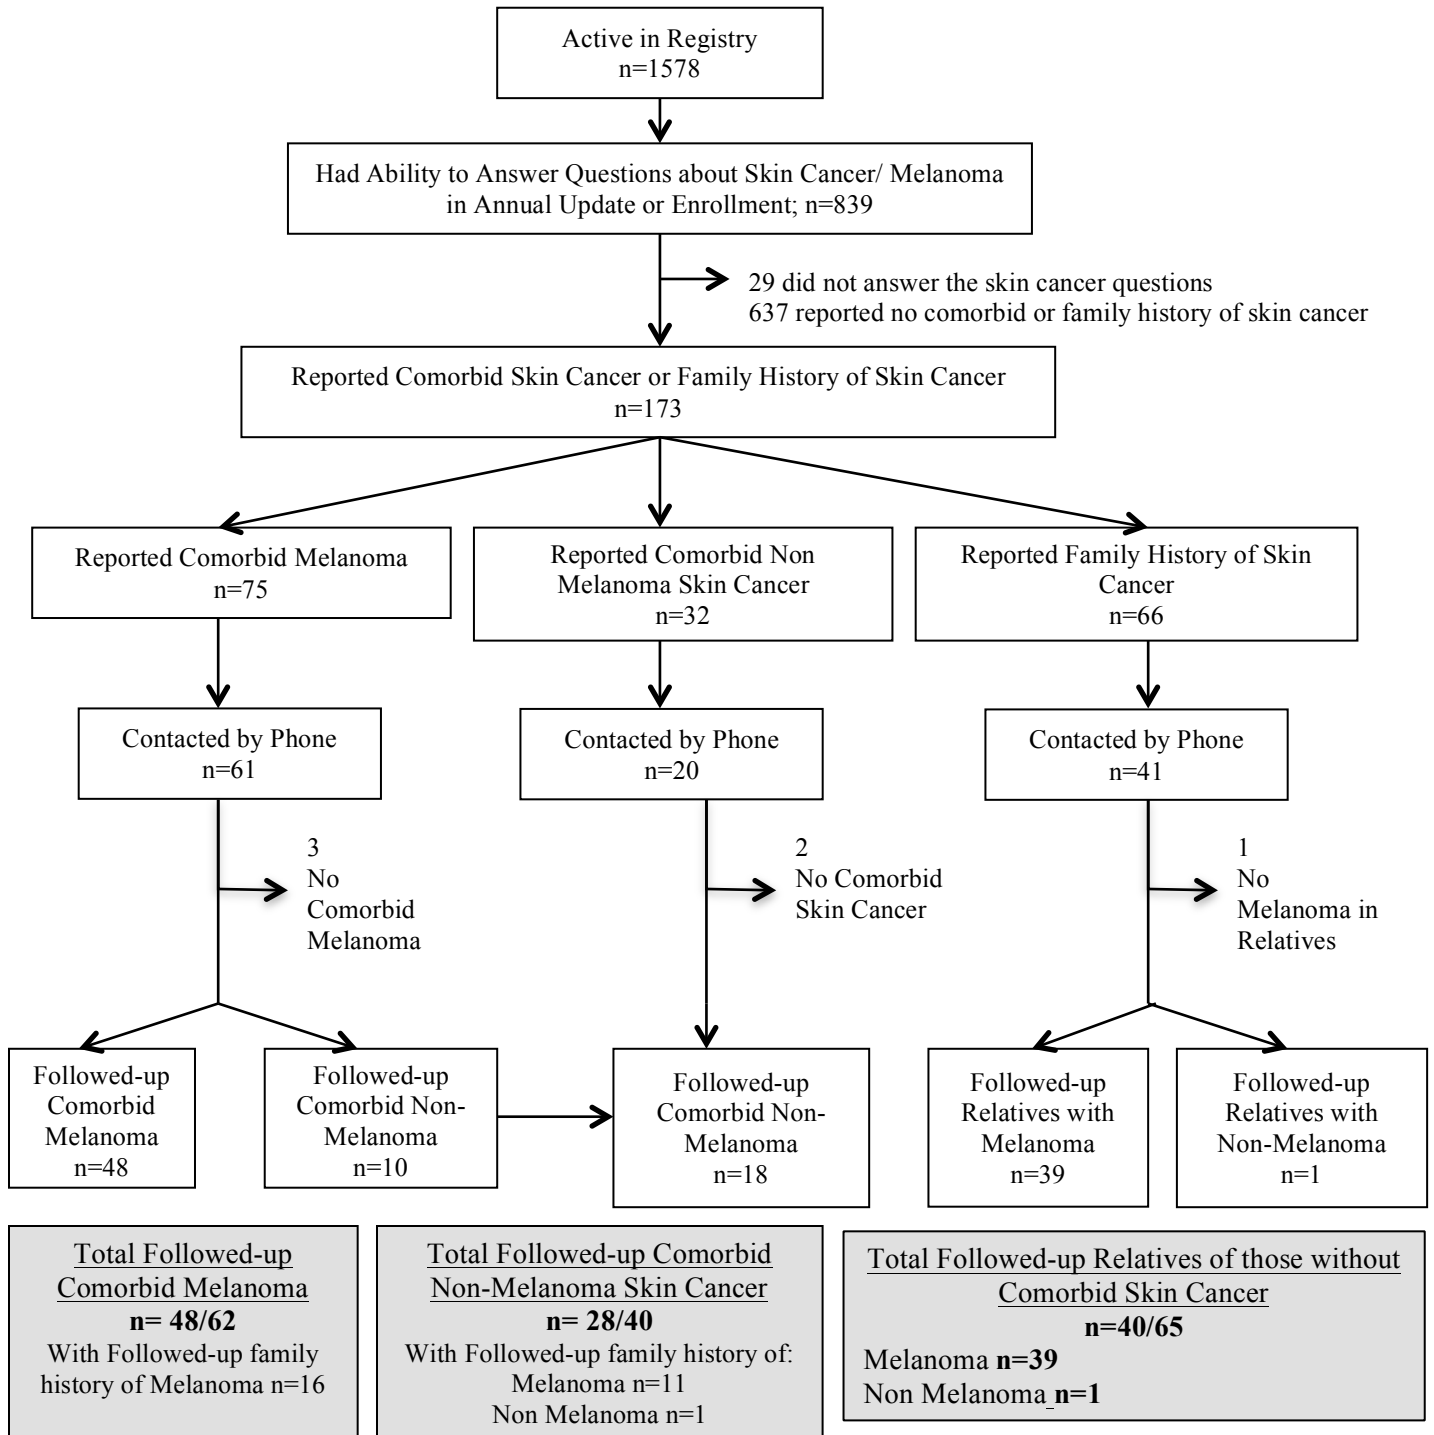 Active in Registry
n=1578
Had Ability to Answer Questions about Skin Cancer/ Melanoma
in Annual Update or Enrollment; n=839
29 did not answer the skin cancer questions
637 reported no comorbid or family history of skin cancer
Reported Comorbid Skin Cancer or Family History of Skin Cancer
n=173
Reported Comorbid Melanoma
n=75
Reported Comorbid Non
Melanoma Skin Cancer
n=32
Reported Family History of Skin
Cancer
n=66
Contacted by Phone
n=61
Contacted by Phone
n=20
Contacted by Phone
n=41
3
No
Comorbid
Melanoma
2
No Comorbid
Skin Cancer
1
No
Melanoma in
Relatives
Followed-up
Comorbid
Melanoma
n=48
Followed-up
Comorbid Non-
Melanoma
n=10
Followed-up
Comorbid Non-
Melanoma
n=18
Followed-up
Relatives with
Melanoma
n=39
Followed-up
Relatives with
Non-Melanoma
n=1
Total Followed-up
Comorbid Melanoma
n= 48/62
With Followed-up family
history of Melanoma n=16
Total Followed-up Comorbid
Non-Melanoma Skin Cancer
n= 28/40
With Followed-up family history of:
Melanoma n=11
Non Melanoma n=1
Total Followed-up Relatives of those without
Comorbid Skin Cancer
n=40/65
Melanoma n=39
Non Melanoma n=1